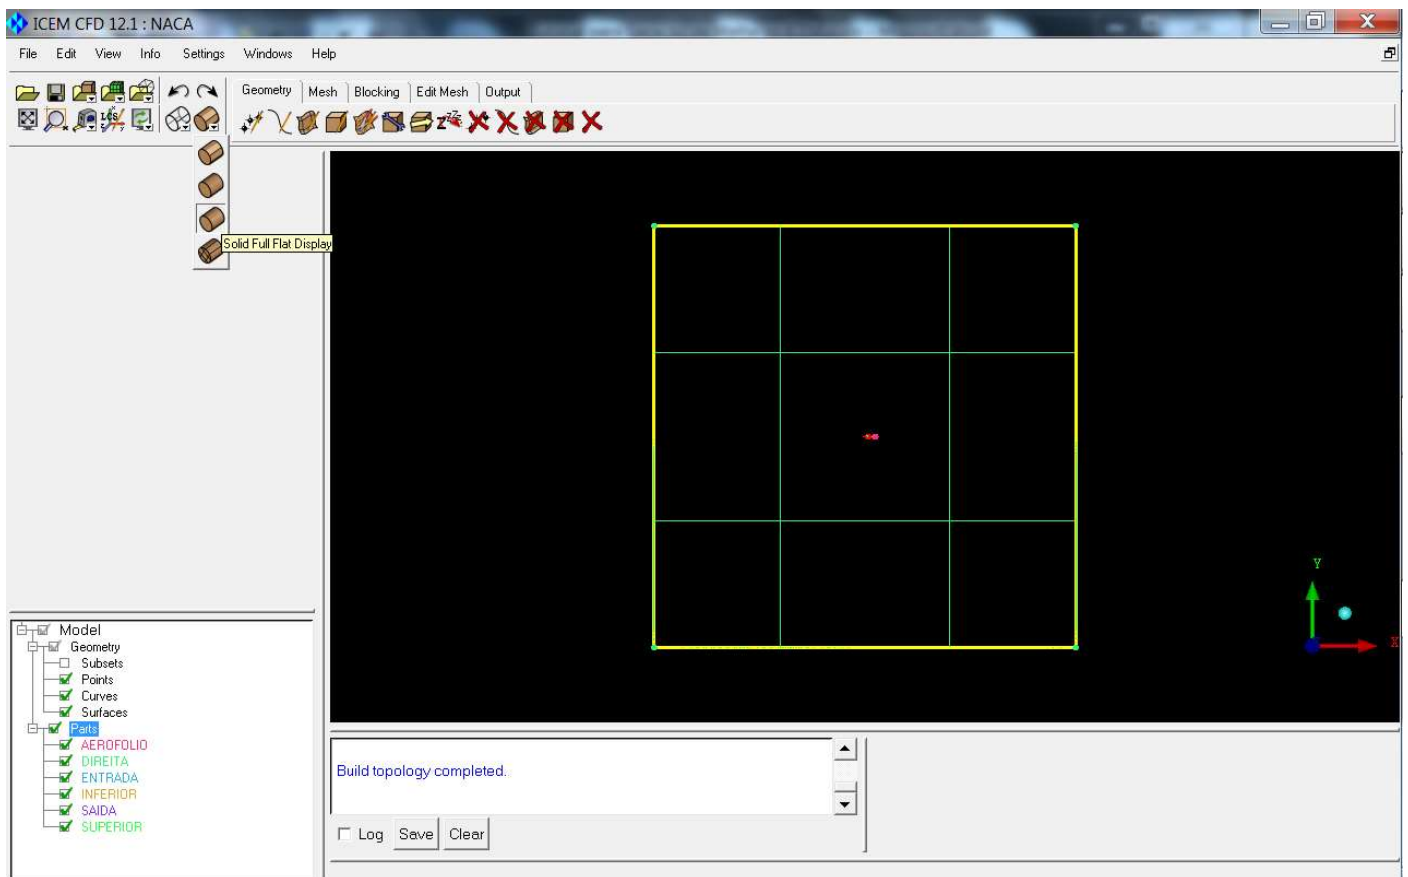 ICEM CFD 12.1 : NACA
File Edit View Info Settings Windows Help
Geometry Mesh Blocking Edit Mesh Output
LCS
Solid Full Flat Display
Y
X
Model
Geometry
Subsets
Points
Curves
Surfaces
Parts
AEROFOLIO
DIREITA
ENTRADA
INFERIOR
SAIDA
SUPERIOR
Build topology completed.
Log Save Clear